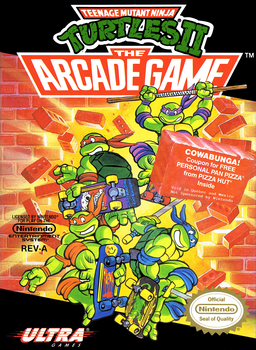 TEENAGE MUTANT NINJA
TURTLES II
THE
ARCADE GAME™
COWABUNGA!
Coupon for FREE
PERSONAL PAN PIZZA®
from PIZZA HUT®
Inside
LICENSED BY NINTENDO®
FOR PLAY ON THE
Nintendo
ENTERTAINMENT
SYSTEM®
REV-A
Official
Nintendo
Seal of Quality
ULTRA
GAMES